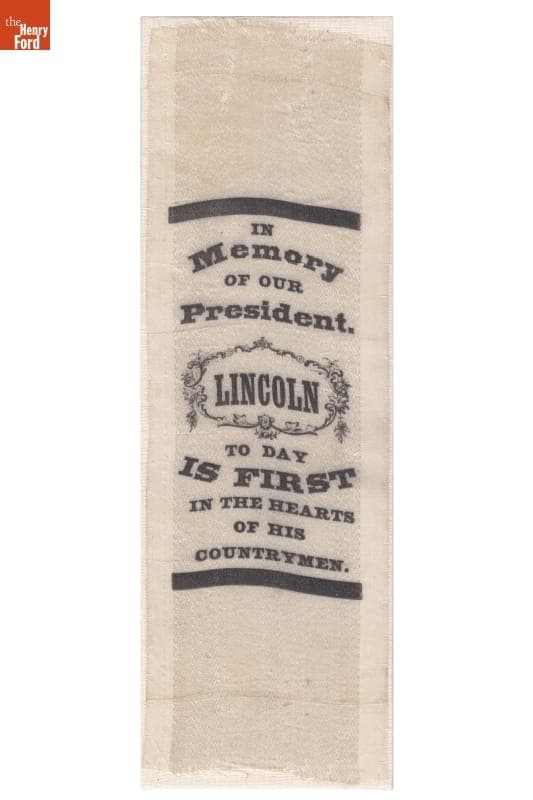 the
Henry
Ford
IN
Memory
OF OUR
President.
LINCOLN
TO DAY
IS FIRST
IN THE HEARTS
OF HIS
COUNTRYMEN.